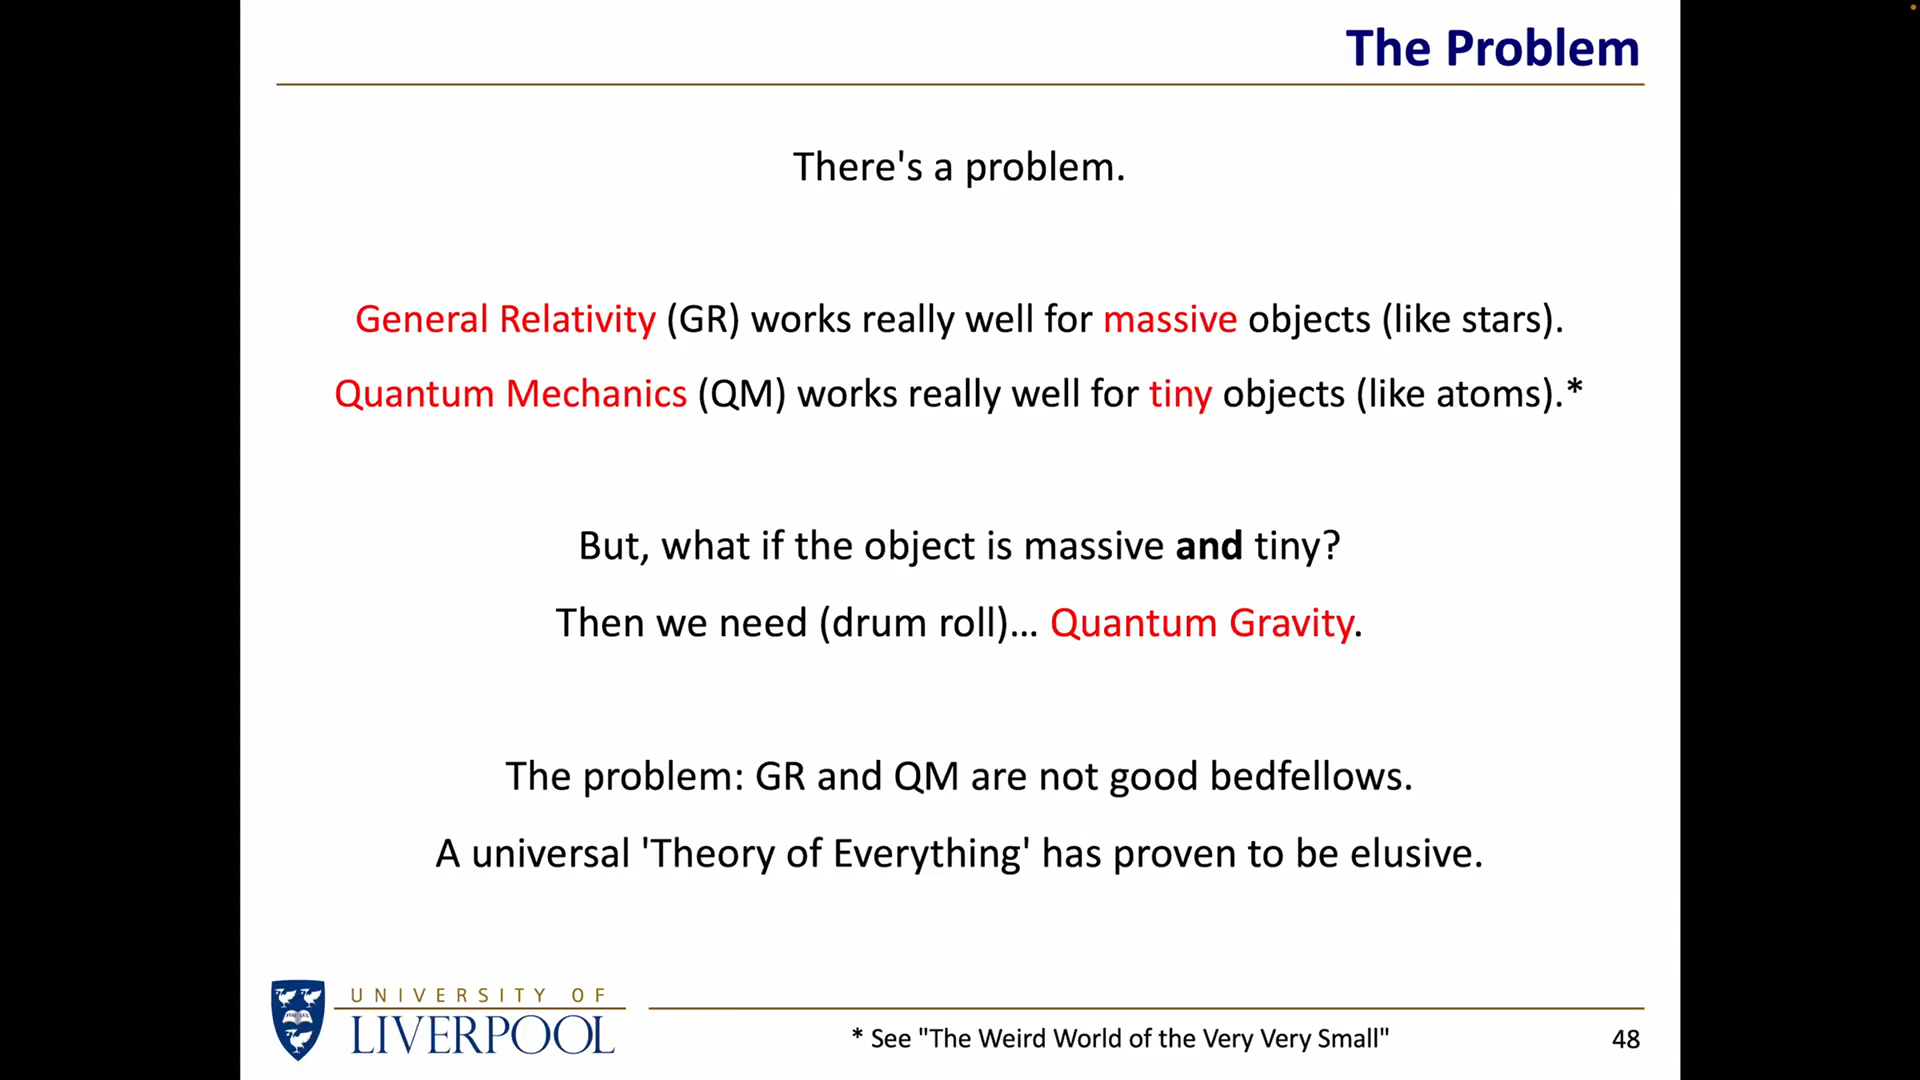 The Problem
There's a problem.
General Relativity (GR) works really well for massive objects (like stars).
Quantum Mechanics (QM) works really well for tiny objects (like atoms).*
But, what if the object is massive and tiny?
Then we need (drum roll)... Quantum Gravity.
The problem: GR and QM are not good bedfellows.
A universal 'Theory of Everything' has proven to be elusive.
UNIVERSITY OF
LIVERPOOL
* See "The Weird World of the Very Very Small"
48